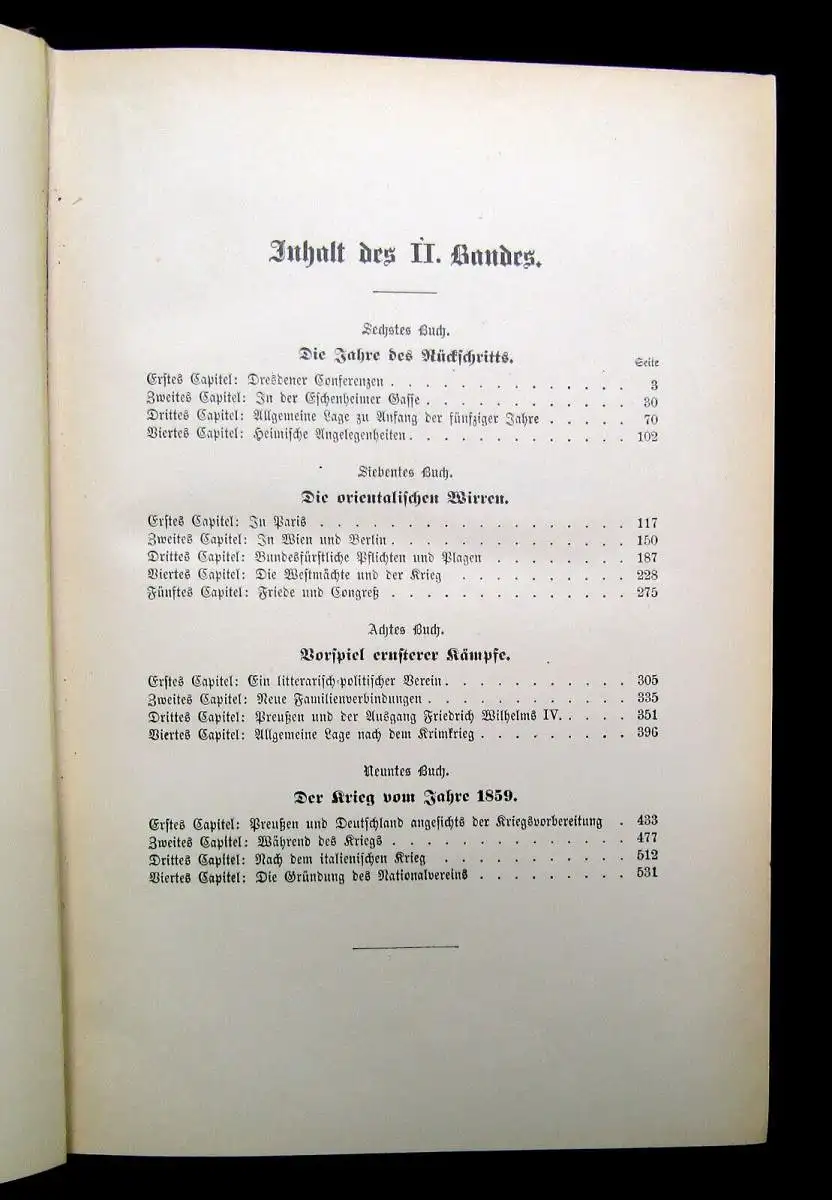 Inhalt des II. Bandes.
Sechstes Buch.
Die Jahre des Rückschritts.
Seite
Erstes Capitel: Dresdener Conferenzen . . . . . . . . . . . . . . 3
Zweites Capitel: In der Eschenheimer Gasse . . . . . . . . . . . . 30
Drittes Capitel: Allgemeine Lage zu Anfang der fünfziger Jahre . . . . . 70
Viertes Capitel: Heimische Angelegenheiten . . . . . . . . . . . . . 102
Siebentes Buch.
Die orientalischen Wirren.
Erstes Capitel: In Paris . . . . . . . . . . . . . . . . . . 117
Zweites Capitel: In Wien und Berlin . . . . . . . . . . . . . . 150
Drittes Capitel: Bundesfürstliche Pflichten und Plagen . . . . . . . . 187
Viertes Capitel: Die Westmächte und der Krieg . . . . . . . . . . 228
Fünftes Capitel: Friede und Congreß . . . . . . . . . . . . . . 275
Achtes Buch.
Vorspiel ernsterer Kämpfe.
Erstes Capitel: Ein litterarisch-politischer Verein . . . . . . . . . . . 305
Zweites Capitel: Neue Familienverbindungen . . . . . . . . . . . . 335
Drittes Capitel: Preußen und der Ausgang Friedrich Wilhelms IV. . . . . 351
Viertes Capitel: Allgemeine Lage nach dem Krimkrieg . . . . . . . . . 396
Neuntes Buch.
Der Krieg vom Jahre 1859.
Erstes Capitel: Preußen und Deutschland angesichts der Kriegsvorbereitung . 433
Zweites Capitel: Während des Kriegs . . . . . . . . . . . . . . 477
Drittes Capitel: Nach dem italienischen Krieg . . . . . . . . . . . 512
Viertes Capitel: Die Gründung des Nationalvereins . . . . . . . . . 531